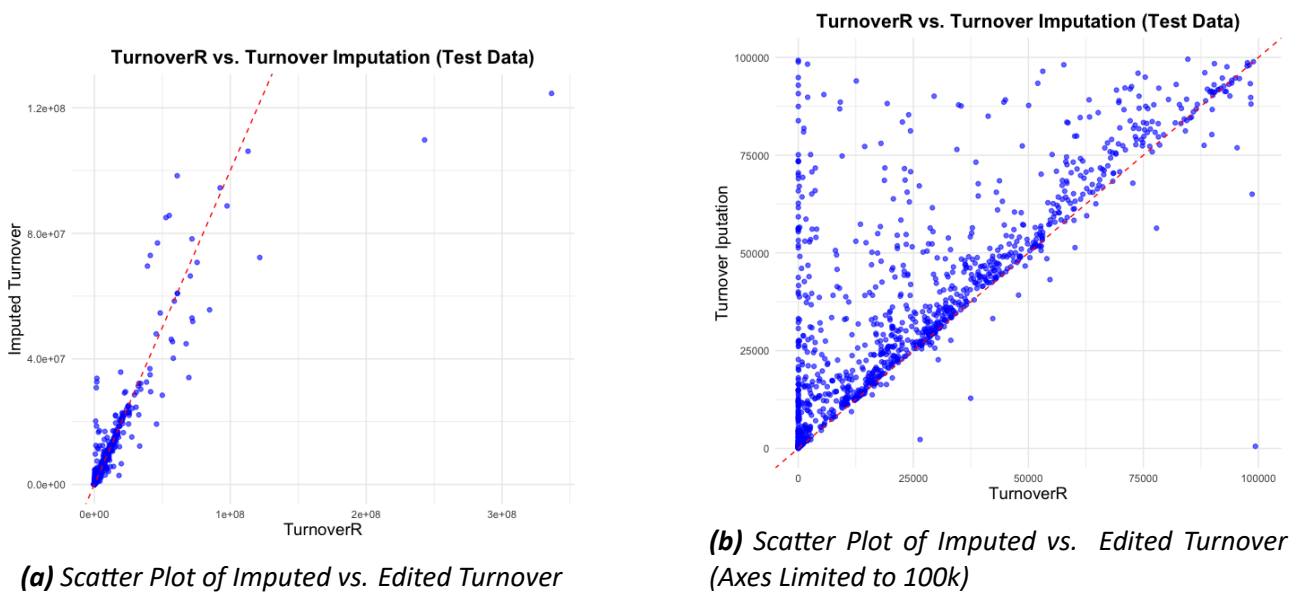 TurnoverR vs. Turnover Imputation (Test Data)
1.2e+08
8.0e+07
4.0e+07
0.0e+00
Imputed Turnover
0e+00 1e+08 2e+08 3e+08
TurnoverR
(a) Scatter Plot of Imputed vs. Edited Turnover
TurnoverR vs. Turnover Imputation (Test Data)
100000
75000
50000
25000
0
Turnover Iputation
0 25000 50000 75000 100000
TurnoverR
(b) Scatter Plot of Imputed vs. Edited Turnover
(Axes Limited to 100k)